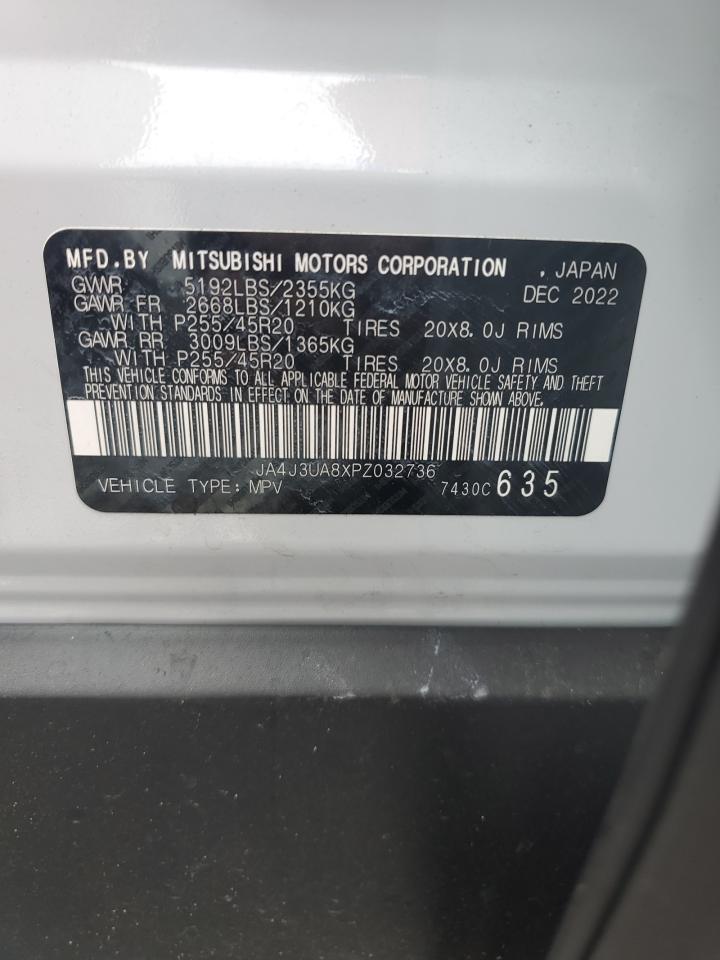 MFD.BY MITSUBISHI MOTORS CORPORATION . JAPAN
GVWR 5192LBS/2355KG DEC 2022
GAWR FR 2668LBS/1210KG
WITH P255/45R20 TIRES 20X8.0J RIMS
GAWR RR 3009LBS/1365KG
WITH P255/45R20 TIRES 20X8.0J RIMS
THIS VEHICLE CONFORMS TO ALL APPLICABLE FEDERAL MOTOR VEHICLE SAFETY AND THEFT
PREVENTION STANDARDS IN EFFECT ON THE DATE OF MANUFACTURE SHOWN ABOVE.
JA4J3UA8XPZ032736
VEHICLE TYPE: MPV 7430C 635